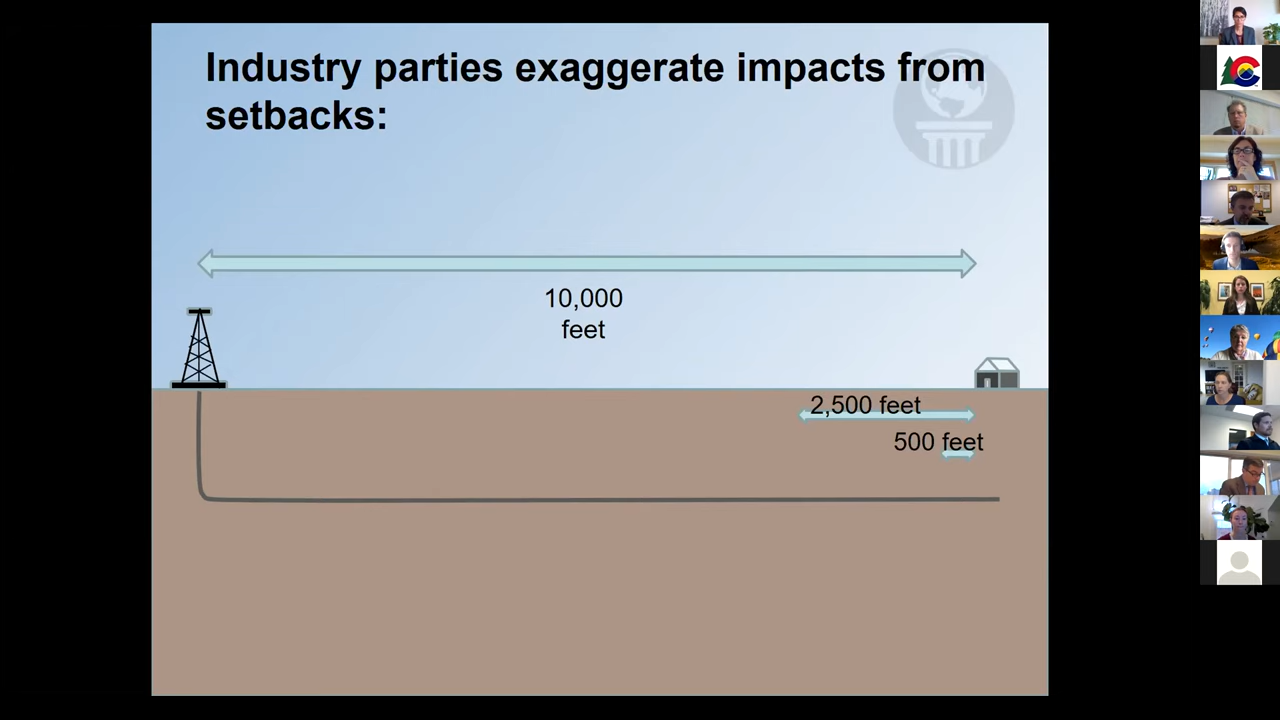 Industry parties exaggerate impacts from
setbacks:
10,000
feet
2,500 feet
500 feet